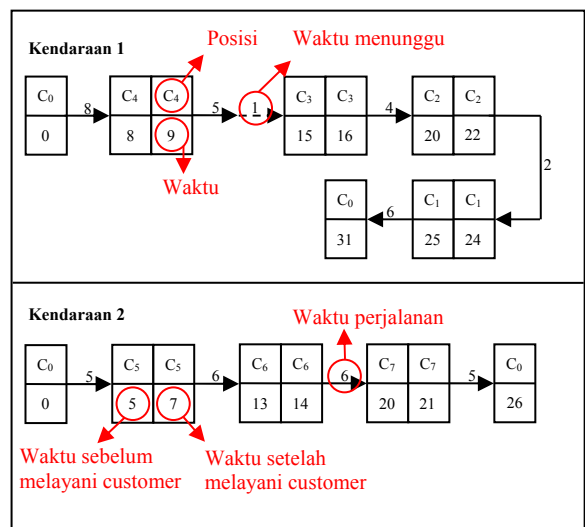 Posisi
Waktu menunggu
Kendaraan 1
C0 8 C4 C4 5 1 C3 C3 4 C2 C2
0 8 9 15 16 20 22
Waktu
2
C0 6 C1 C1
31 25 24
Waktu perjalanan
Kendaraan 2
C0 5 C5 C5 6 C6 C6 6 C7 C7 5 C0
0 5 7 13 14 20 21 26
Waktu sebelum
melayani customer
Waktu setelah
melayani customer